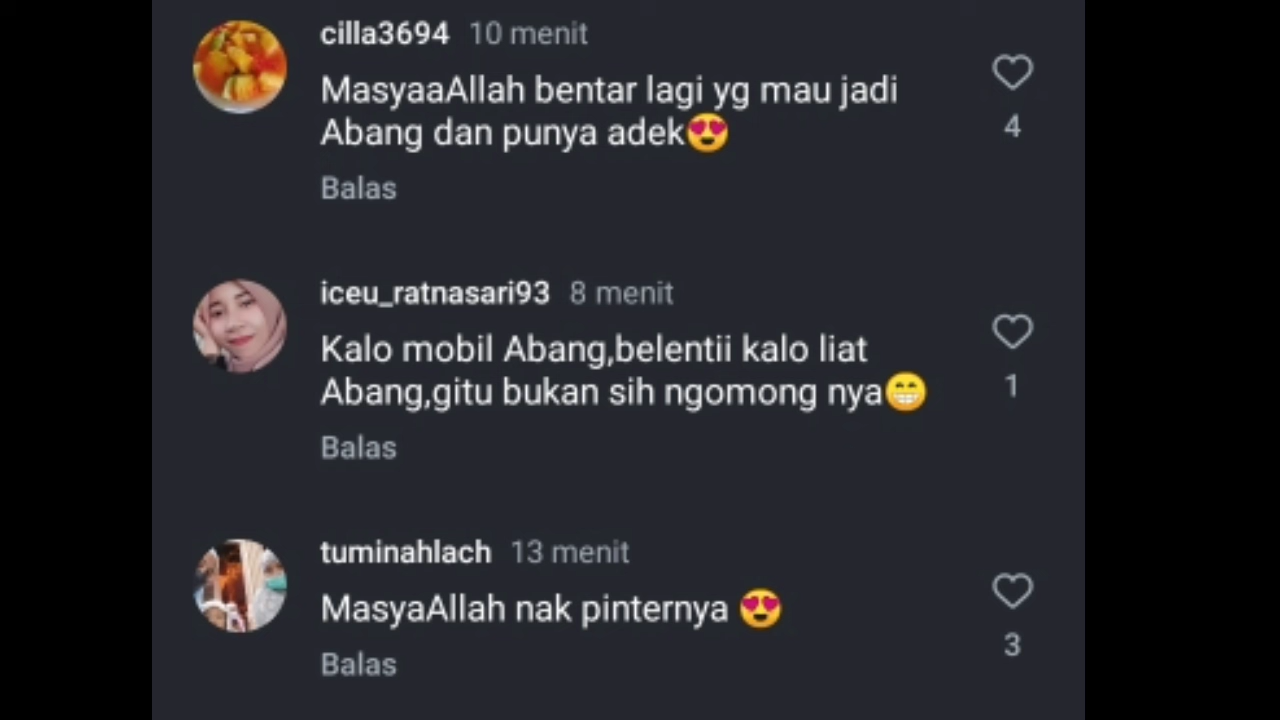 cilla3694 10 menit
MasyaaAllah bentar lagi yg mau jadi
Abang dan punya adek😍
4
Balas
iceu_ratnasari93 8 menit
Kalo mobil Abang,belentii kalo liat
Abang,gitu bukan sih ngomong nya😁
1
Balas
tuminahlach 13 menit
MasyaAllah nak pinternya 😍
3
Balas